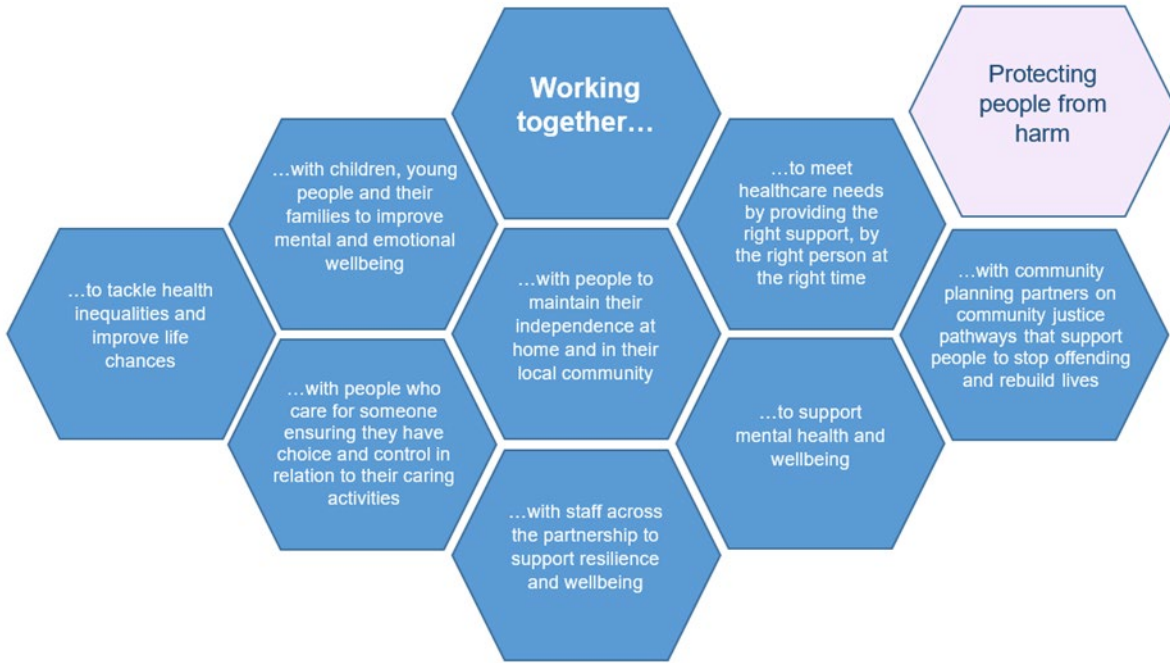 Working
together…
Protecting
people from
harm
…with children, young
people and their
families to improve
mental and emotional
wellbeing
…to meet
healthcare needs
by providing the
right support, by
the right person at
the right time
…to tackle health
inequalities and
improve life
chances
…with people to
maintain their
independence at
home and in their
local community
…with community
planning partners on
community justice
pathways that support
people to stop offending
and rebuild lives
…with people who
care for someone
ensuring they have
choice and control in
relation to their caring
activities
…to support
mental health and
wellbeing
…with staff across
the partnership to
support resilience
and wellbeing